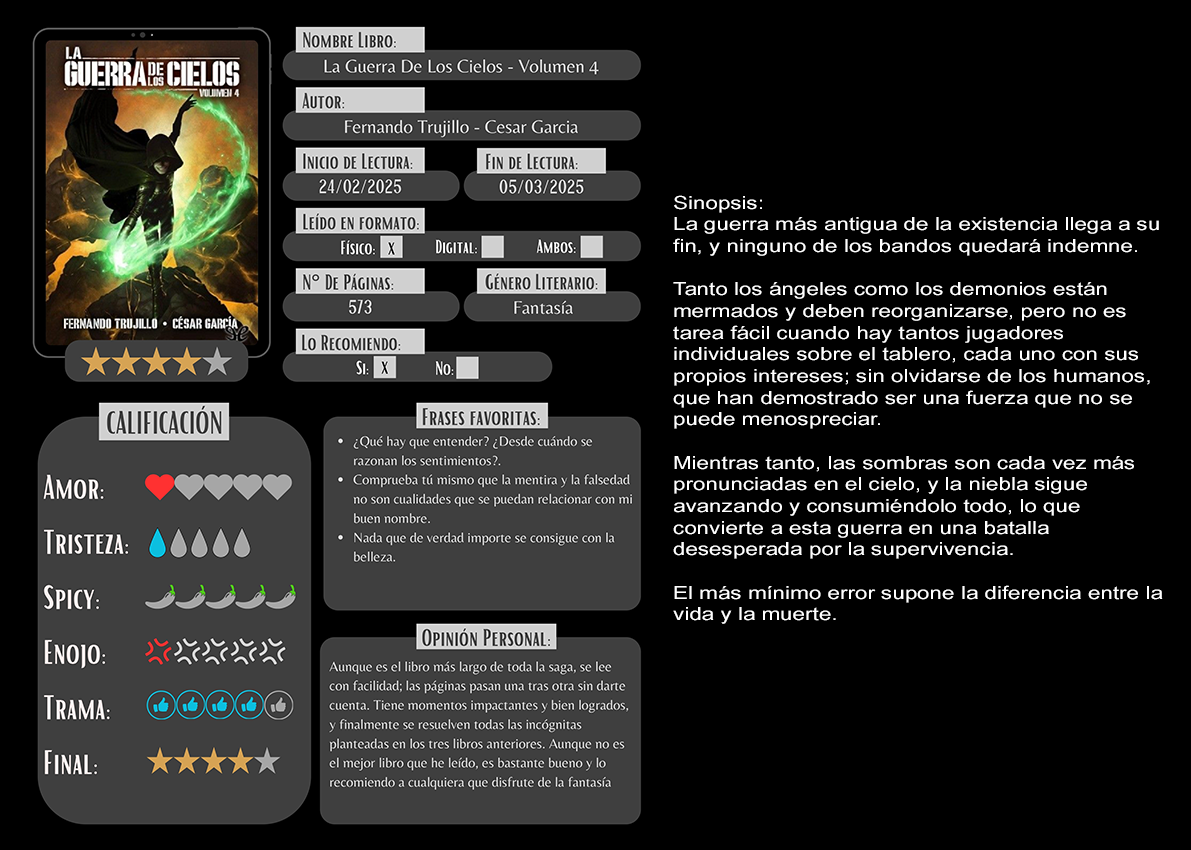 LA
GUERRA DE LOS CIELOS
VOLUMEN 4
FERNANDO TRUJILLO • CÉSAR GARCÍA
Nombre Libro:
La Guerra De Los Cielos - Volumen 4
Autor:
Fernando Trujillo - Cesar Garcia
Inicio de Lectura:
24/02/2025
Fin de Lectura:
05/03/2025
Leído en formato:
Físico: X Digital: Ambos:
N° De Páginas:
573
Género Literario:
Fantasía
Lo Recomiendo:
Si: X No:
CALIFICACIÓN
Amor:
Tristeza:
Spicy:
Enojo:
Trama:
Final:
Frases favoritas:
• ¿Qué hay que entender? ¿Desde cuándo se
razonan los sentimientos?.
• Comprueba tú mismo que la mentira y la falsedad
no son cualidades que se puedan relacionar con mi
buen nombre.
• Nada que de verdad importe se consigue con la
belleza.
Opinión Personal:
Aunque es el libro más largo de toda la saga, se lee
con facilidad; las páginas pasan una tras otra sin darte
cuenta. Tiene momentos impactantes y bien logrados,
y finalmente se resuelven todas las incógnitas
planteadas en los tres libros anteriores. Aunque no es
el mejor libro que he leído, es bastante bueno y lo
recomiendo a cualquiera que disfrute de la fantasía
Sinopsis:
La guerra más antigua de la existencia llega a su
fin, y ninguno de los bandos quedará indemne.
Tanto los ángeles como los demonios están
mermados y deben reorganizarse, pero no es
tarea fácil cuando hay tantos jugadores
individuales sobre el tablero, cada uno con sus
propios intereses; sin olvidarse de los humanos,
que han demostrado ser una fuerza que no se
puede menospreciar.
Mientras tanto, las sombras son cada vez más
pronunciadas en el cielo, y la niebla sigue
avanzando y consumiéndolo todo, lo que
convierte a esta guerra en una batalla
desesperada por la supervivencia.
El más mínimo error supone la diferencia entre la
vida y la muerte.